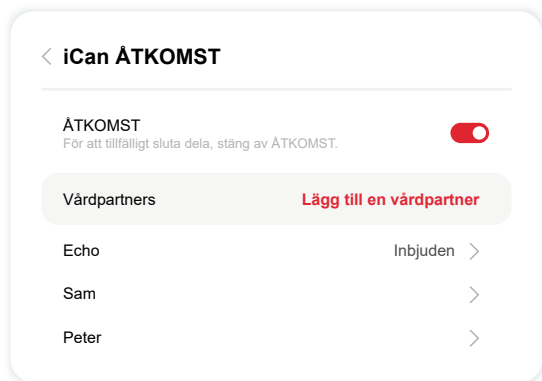 iCan ÅTKOMST
ÅTKOMST
För att tillfälligt sluta dela, stäng av ÅTKOMST.
Vårdpartners Lägg till en vårdpartner
Echo Inbjuden
Sam
Peter